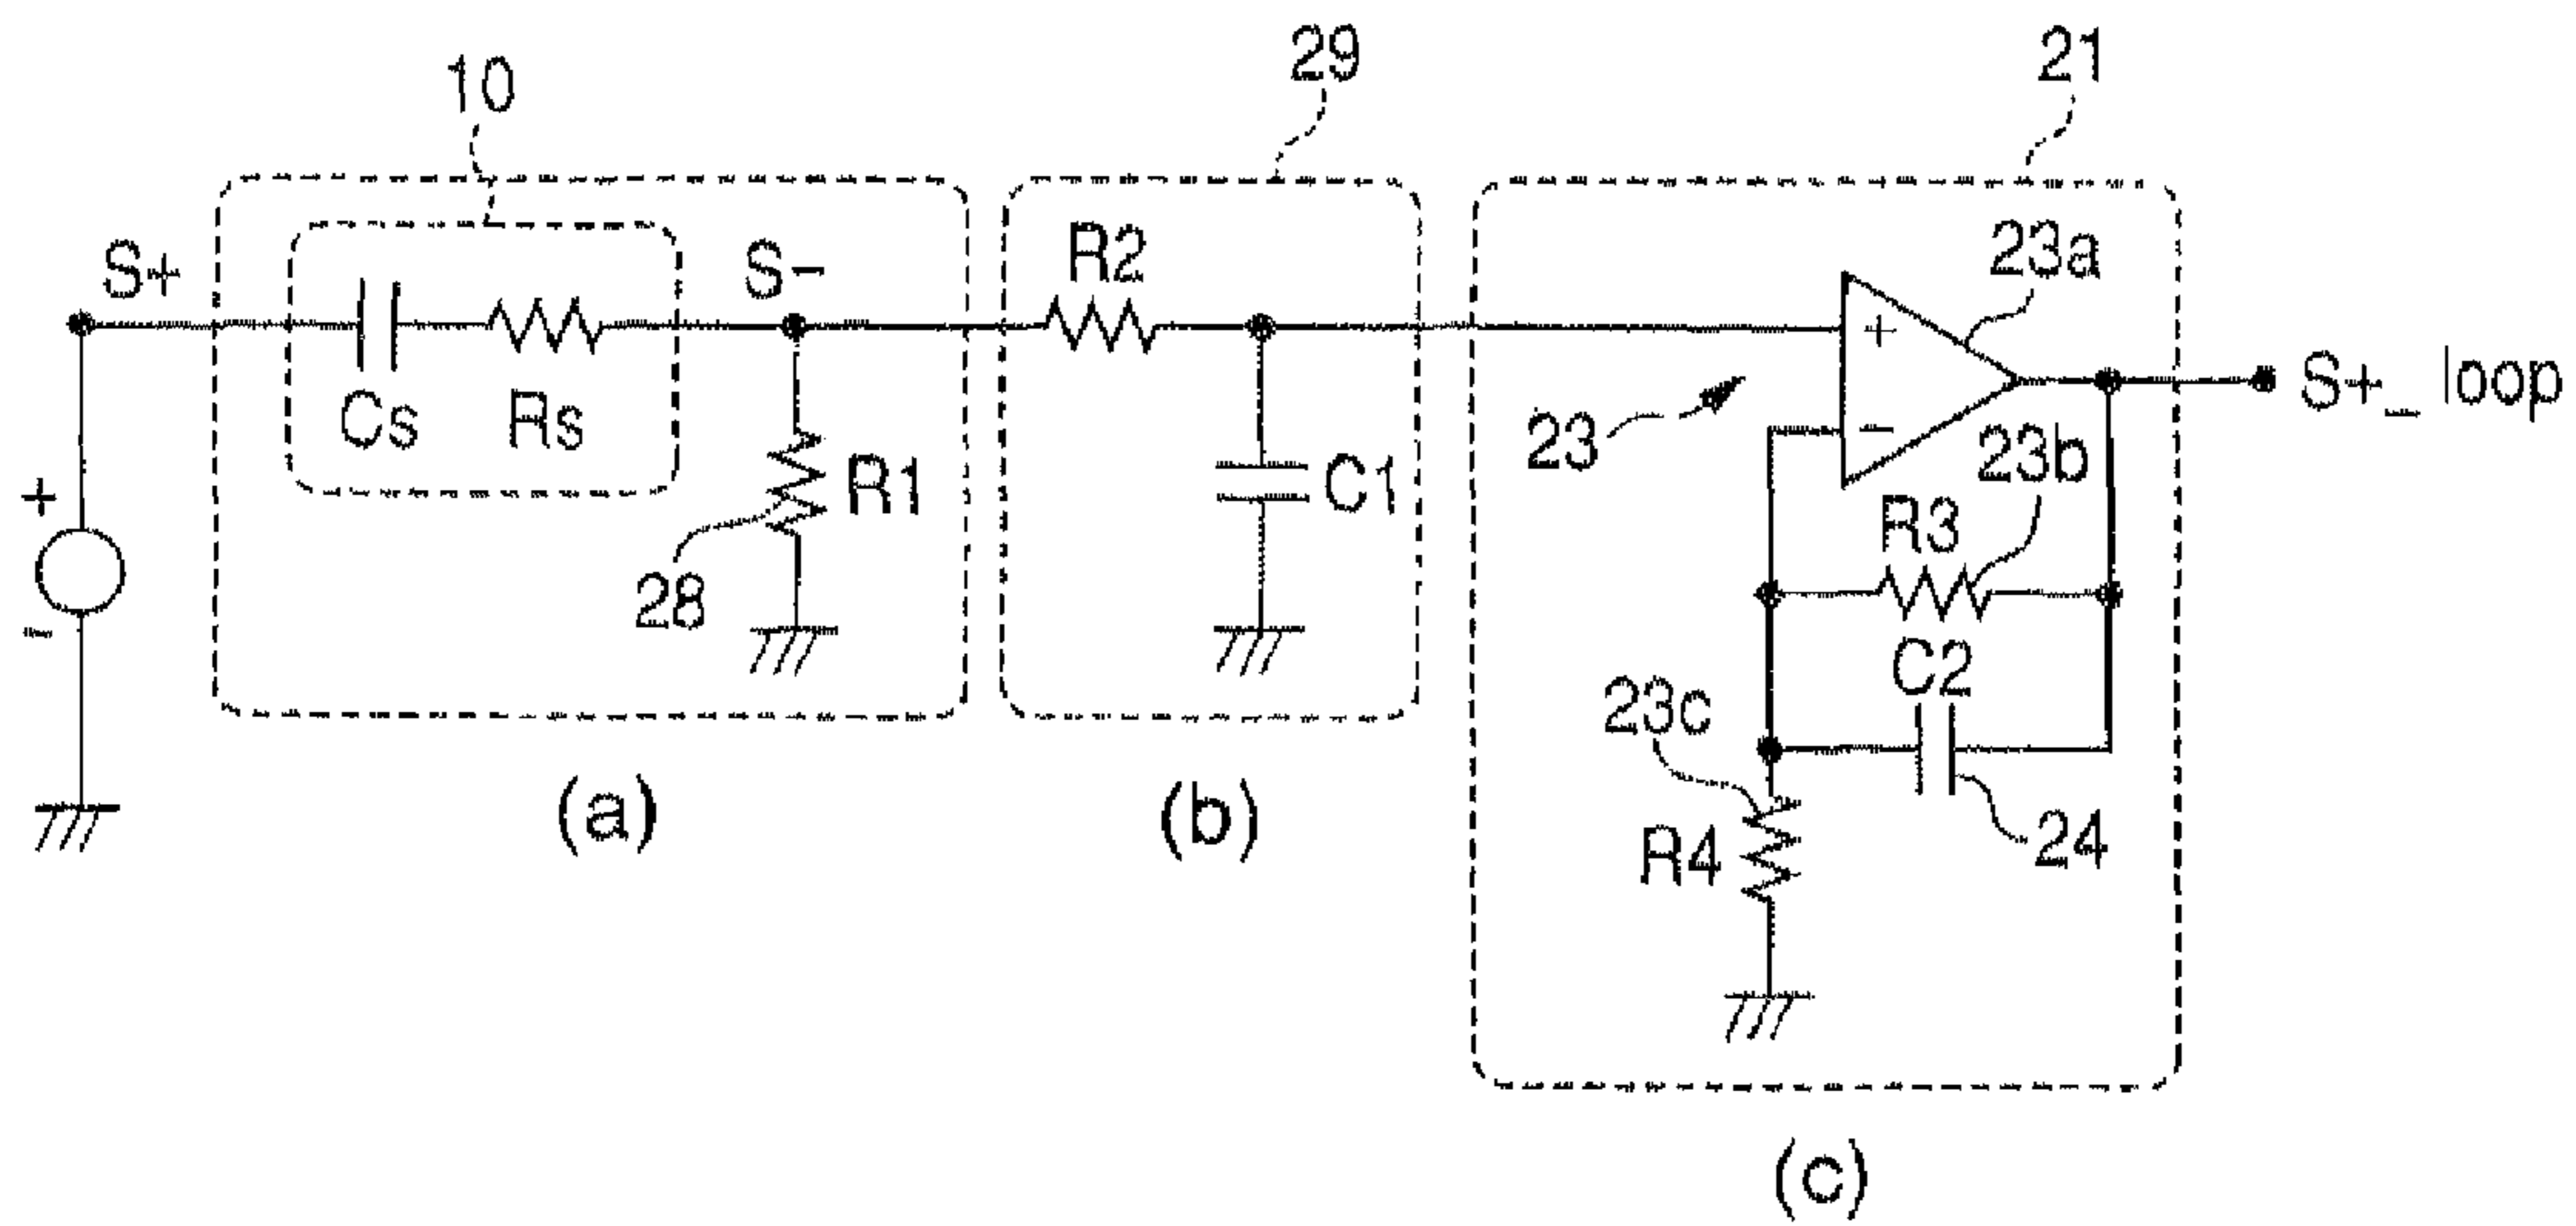 10
29
21
S+
S−
R2
23a
Cs
Rs
R1
28
C1
+
−
23
+
−
S+_loop
23b
R3
C2
23c
R4
24
(a)
(b)
(c)